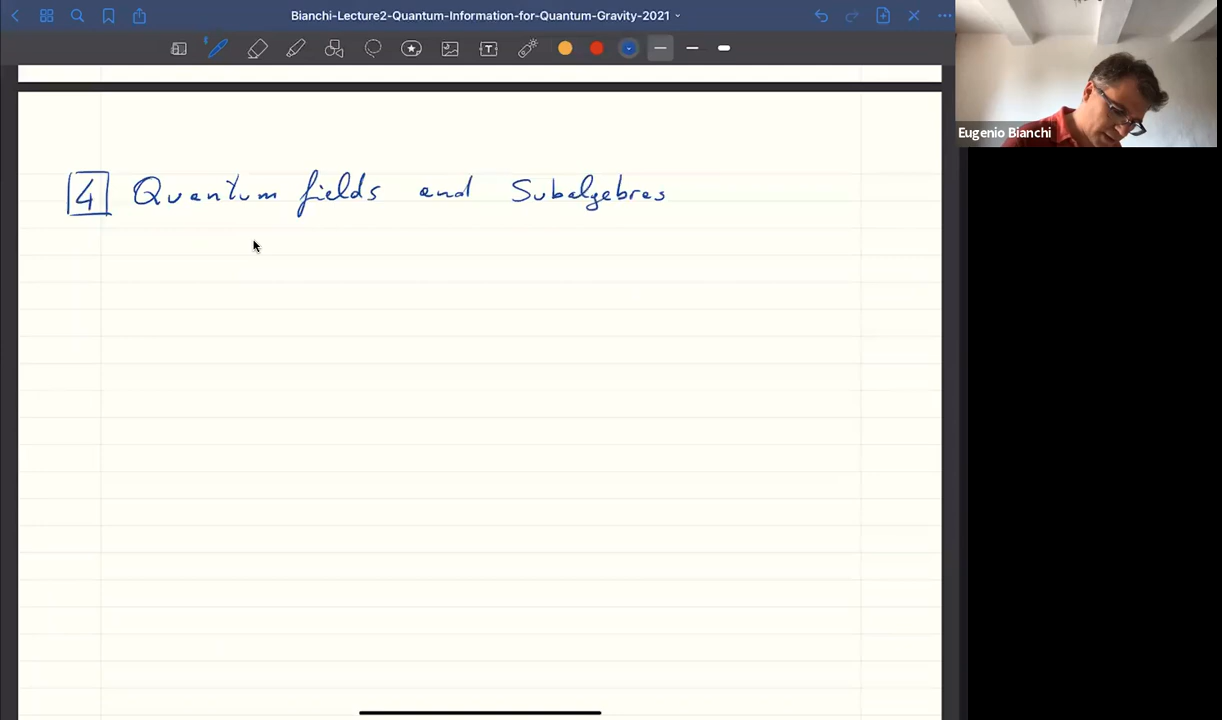 Bianchi-Lecture2-Quantum-Information-for-Quantum-Gravity-2021
Eugenio Bianchi
4 Quantum fields and Subalgebras